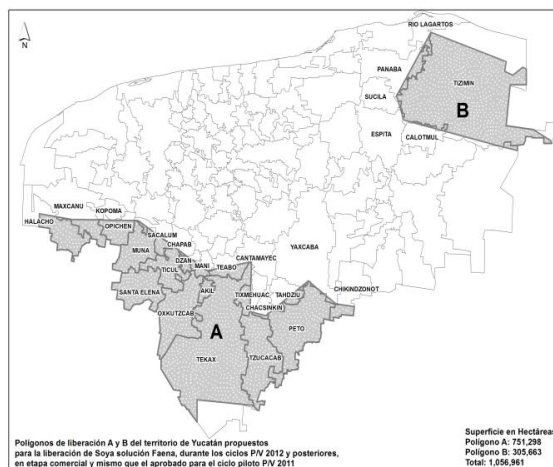 N
RIO LAGARTOS
PANABA
TIZIMIN
SUCILA
B
ESPITA
CALOTMUL
MAXCANU
KOPOMA
HALACHO
OPICHEN
SACALUM
MUNA
CHAPAB
YAXCABA
DZAN
CANTAMAYEC
TICUL
MANI
TEABO
SANTA ELENA
AKIL
TIXMEHUAC
TAHDZIU
CHIKINDZONOT
CHACSINKIN
OXKUTZCAB
A
PETO
TEKAX
TZUCACAB
Polígonos de liberación A y B del territorio de Yucatán propuestos
para la liberación de Soya solución Faena, durante los ciclos P/V 2012 y posteriores,
en etapa comercial y mismo que el aprobado para el ciclo piloto P/V 2011
Superficie en Hectáreas
Polígono A: 751,298
Polígono B: 305,663
Total: 1,056,961